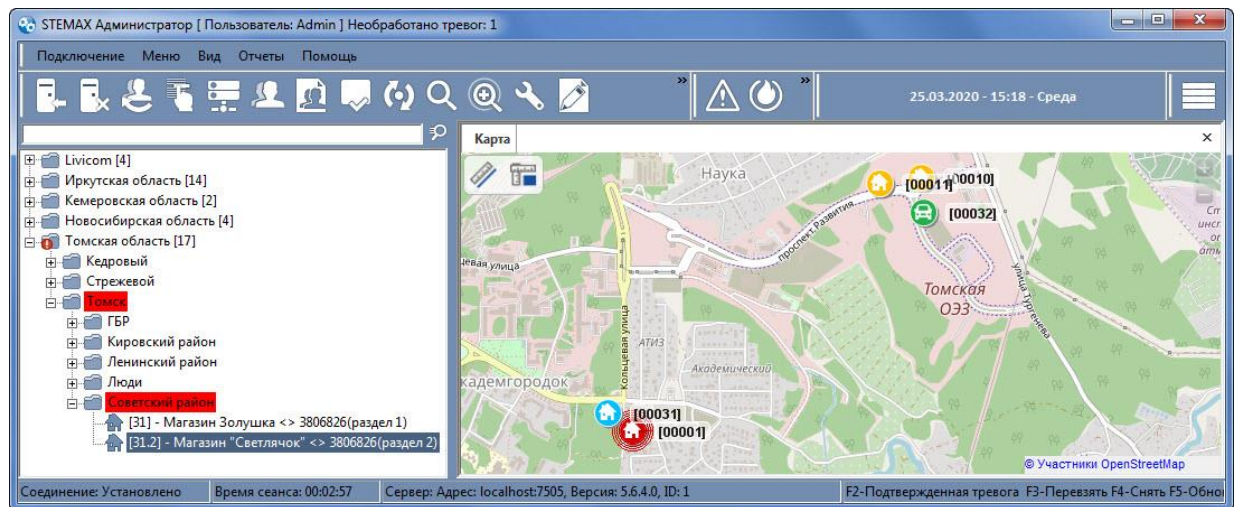 STEMAX Администратор [ Пользователь: Admin ] Необработано тревог: 1
Подключение Меню Вид Отчеты Помощь
25.03.2020 - 15:18 - Среда
Карта
Livicom [4]
Иркутская область [14]
Кемеровская область [2]
Новосибирская область [4]
Томская область [17]
Кедровый
Стрежевой
Томск
ГБР
Кировский район
Ленинский район
Люди
Советский район
[31] - Магазин Золушка <> 3806826(раздел 1)
[31.2] - Магазин "Светлячок" <> 3806826(раздел 2)
Наука
[00011]
00010]
[00032]
проспект Развития
улица Тургенева
Томская
ОЭЗ
левая улица
Кольцевая улица
АТИЗ
Академический
кадемгородок
[00031]
[00001]
© Участники OpenStreetMap
Соединение: Установлено Время сеанса: 00:02:57 Сервер: Адрес: localhost:7505, Версия: 5.6.4.0, ID: 1 F2-Подтвержденная тревога F3-Перевзять F4-Снять F5-Обно